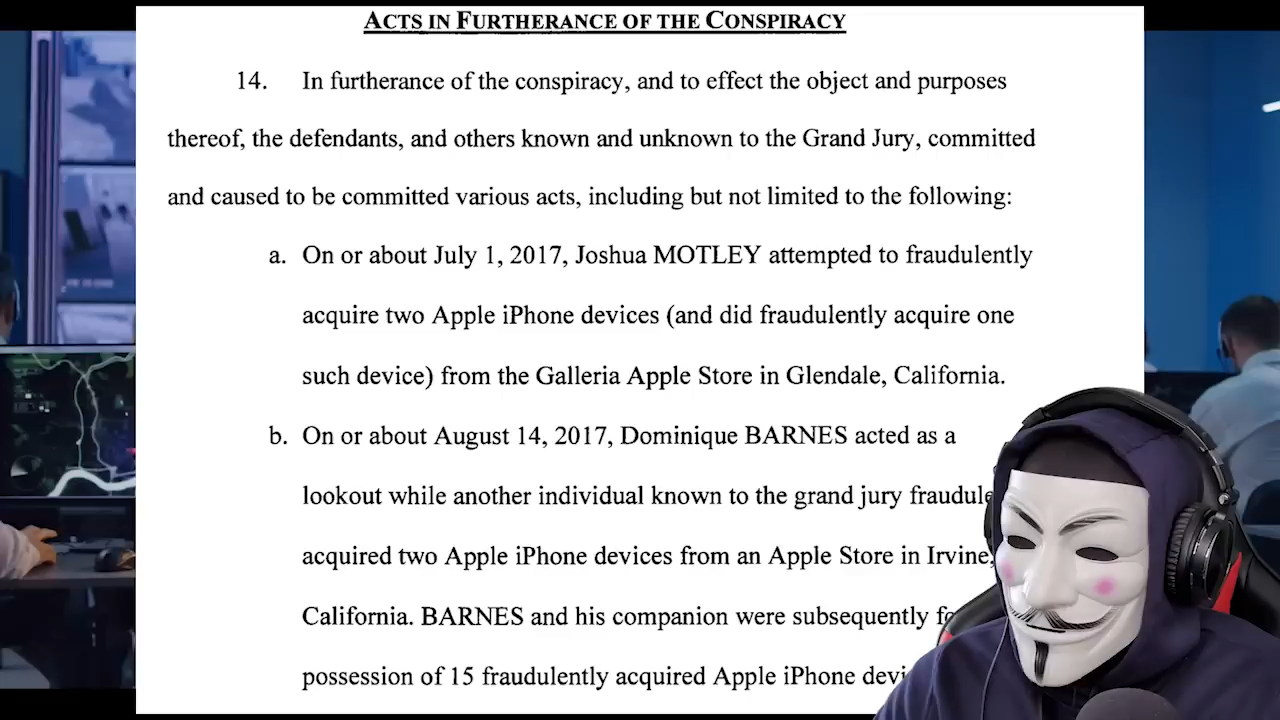 ACTS IN FURTHERANCE OF THE CONSPIRACY
14. In furtherance of the conspiracy, and to effect the object and purposes
thereof, the defendants, and others known and unknown to the Grand Jury, committed
and caused to be committed various acts, including but not limited to the following:
a. On or about July 1, 2017, Joshua MOTLEY attempted to fraudulently
acquire two Apple iPhone devices (and did fraudulently acquire one
such device) from the Galleria Apple Store in Glendale, California.
b. On or about August 14, 2017, Dominique BARNES acted as a
lookout while another individual known to the grand jury
acquired two Apple iPhone devices from an Apple Store in Irvine,
California. BARNES and his companion were subsequently
possession of 15 fraudulently acquired Apple iPhone